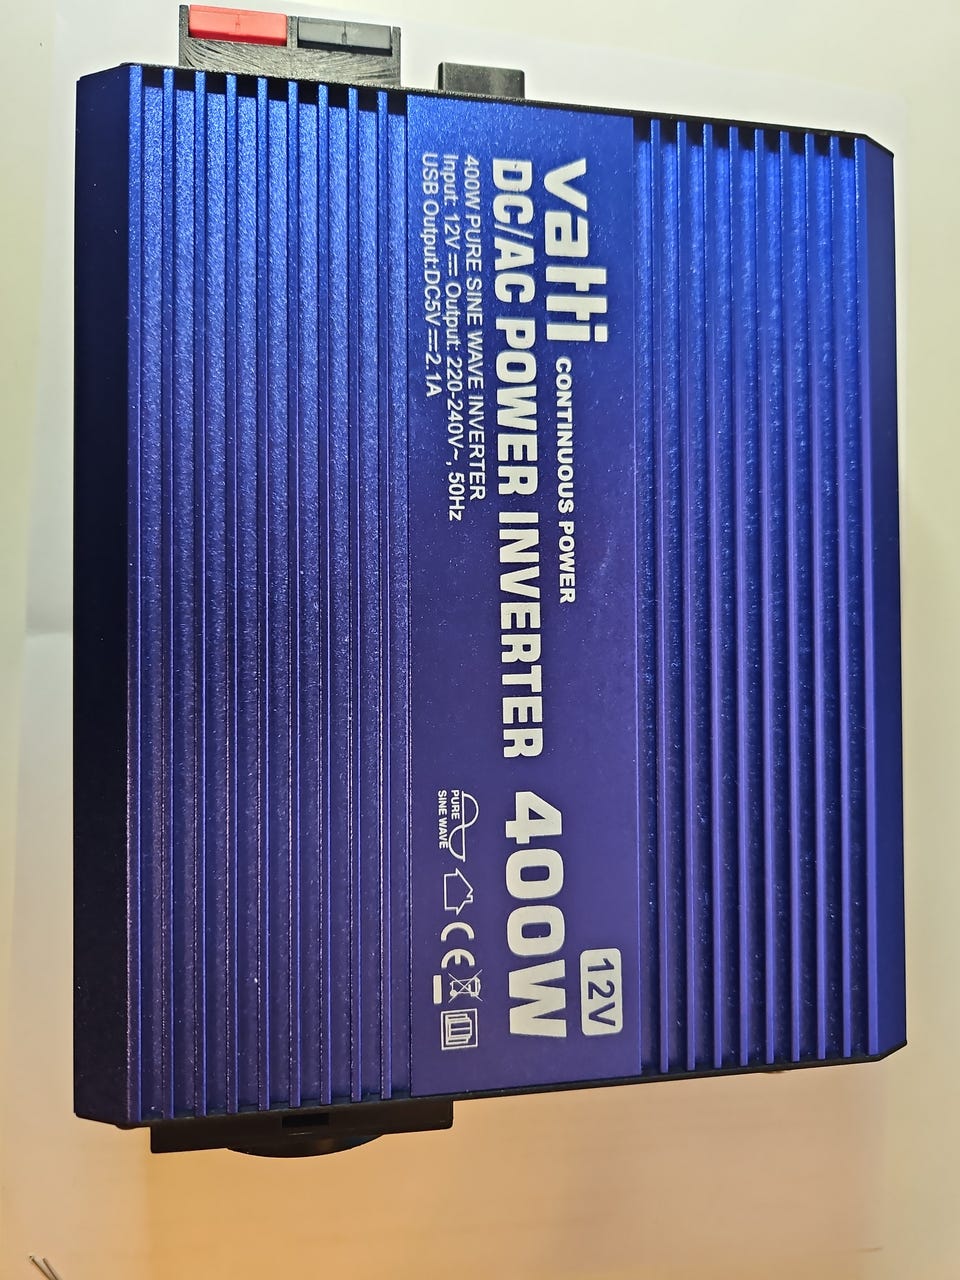 vatti CONTINUOUS POWER
DC/AC POWER INVERTER 400W
12V
400W PURE SINE WAVE INVERTER
Input: 12V ⎓ Output: 220-240V~, 50Hz
USB Output:DC5V⎓2.1A
PURE
SINE WAVE
CE